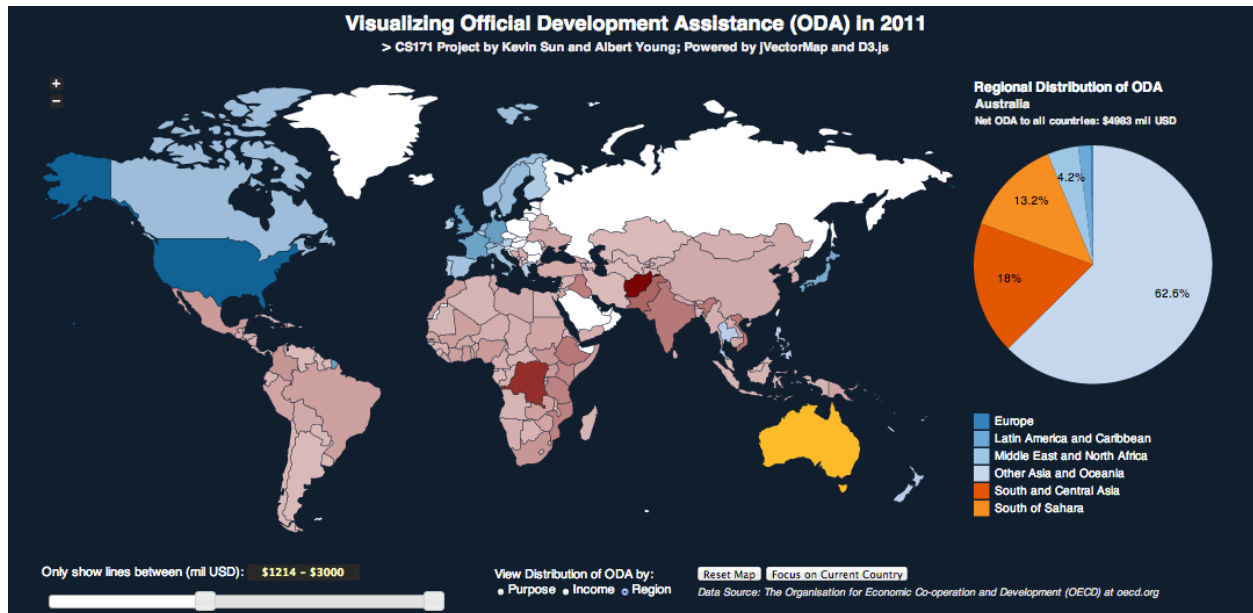 Visualizing Official Development Assistance (ODA) in 2011
> CS171 Project by Kevin Sun and Albert Young; Powered by jVectorMap and D3.js
+
−
Regional Distribution of ODA
Australia
Net ODA to all countries: $4983 mil USD
4.2%
13.2%
18%
62.6%
Europe
Latin America and Caribbean
Middle East and North Africa
Other Asia and Oceania
South and Central Asia
South of Sahara
Only show lines between (mil USD): $1214 - $3000
View Distribution of ODA by:
Purpose Income Region
Reset Map Focus on Current Country
Data Source: The Organisation for Economic Co-operation and Development (OECD) at oecd.org